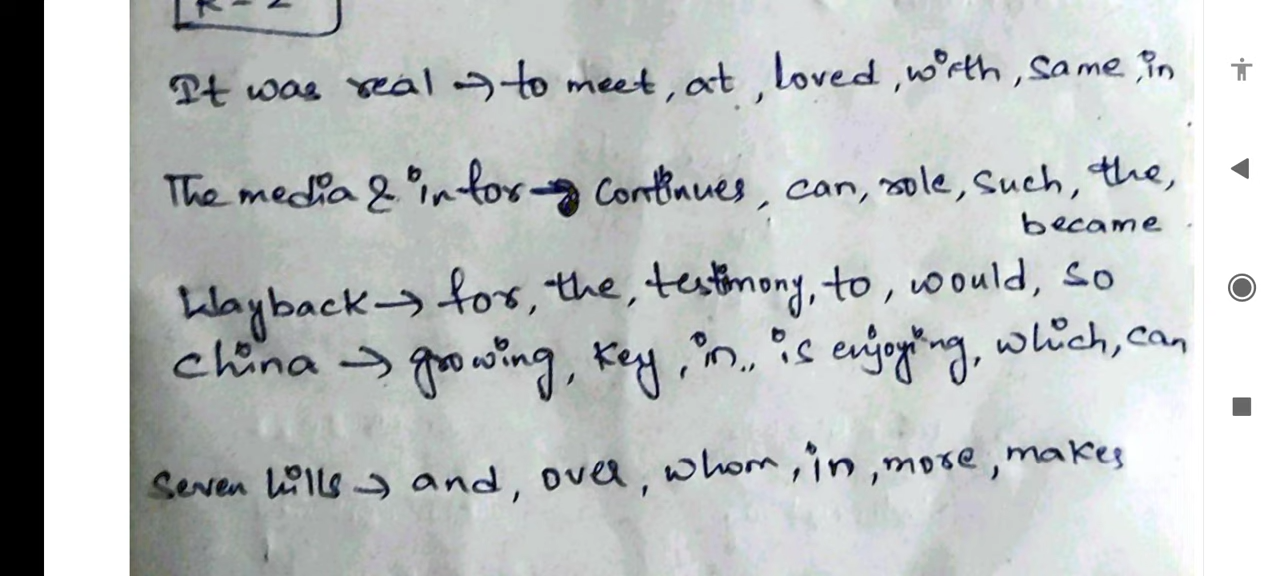 It was real → to meet, at, loved, with, same, in
The media & infor → Continues, can, role, such, the,
became
Wayback → for, the, testimony, to, would, so
China → growing, key, in, is enjoying, which, can
Seven hills → and, over, whom, in, more, makes